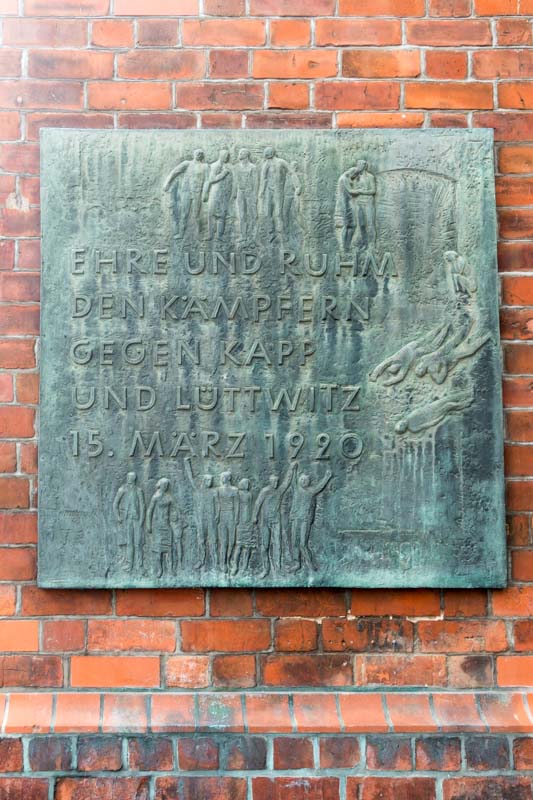 EHRE UND RUHM
DEN KÄMPFERN
GEGEN KAPP
UND LÜTTWITZ
15. MÄRZ 1920